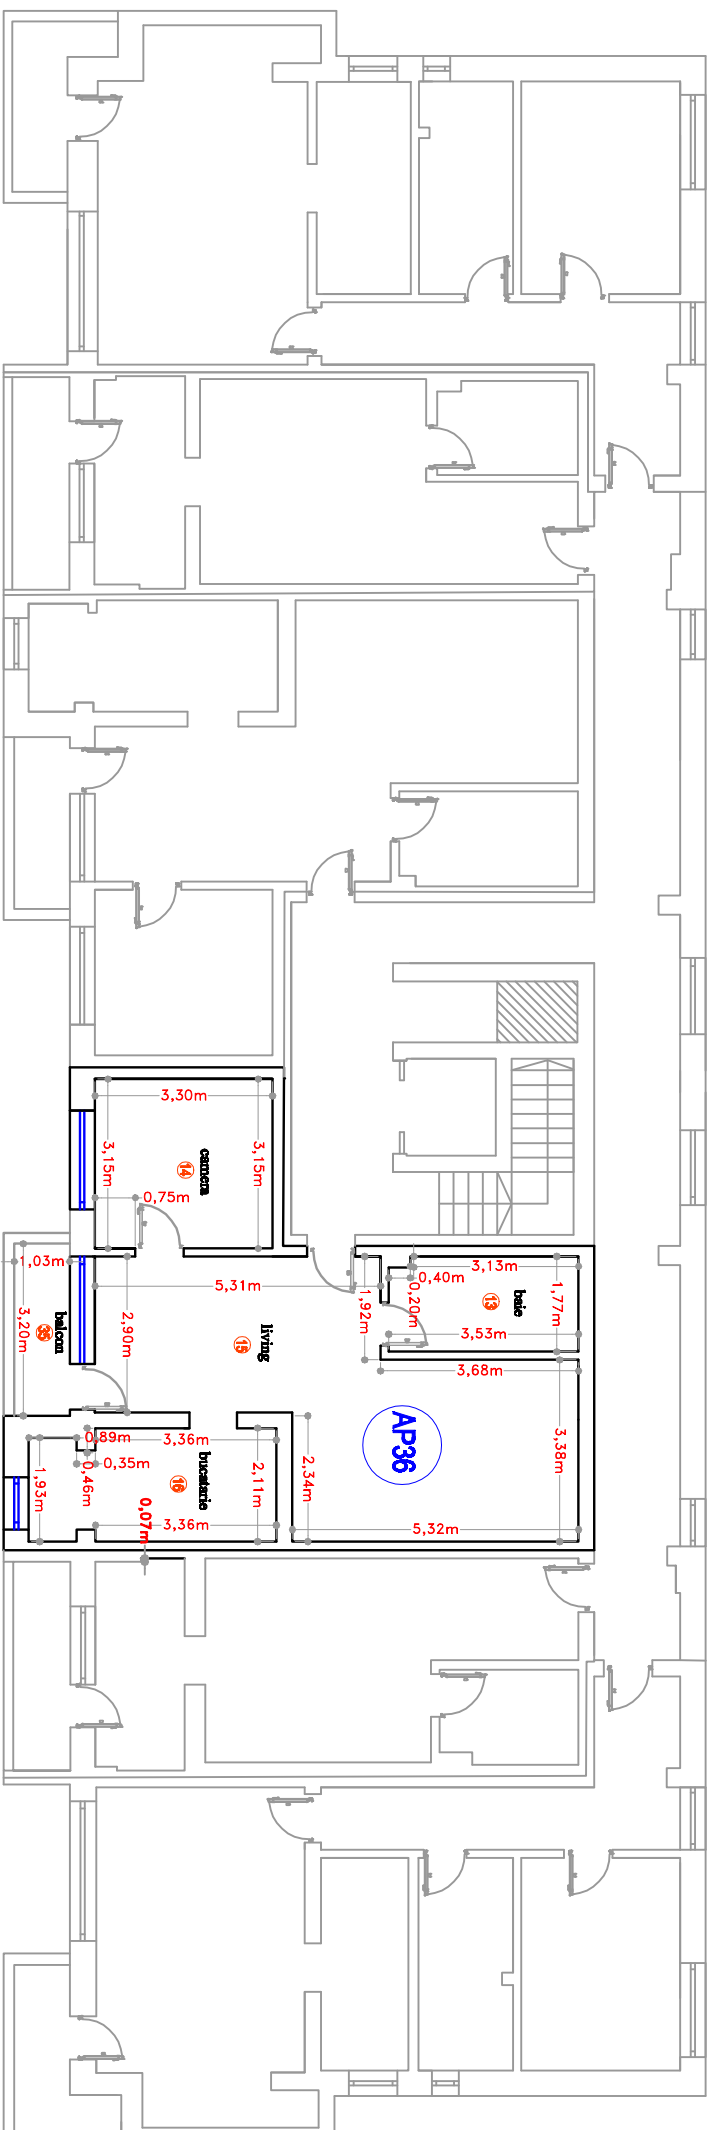 3,30m
3,15m
3,15m
camera
14
0,75m
1,03m
3,20m
balcon
35
5,31m
2,90m
living
15
1,92m
0,40m
0,20m
3,13m
baie
13
1,77m
3,53m
3,68m
AP36
3,38m
5,32m
2,34m
0,89m
3,36m
0,35m
0,46m
1,93m
bucatarie
16
2,11m
3,36m
0,07m